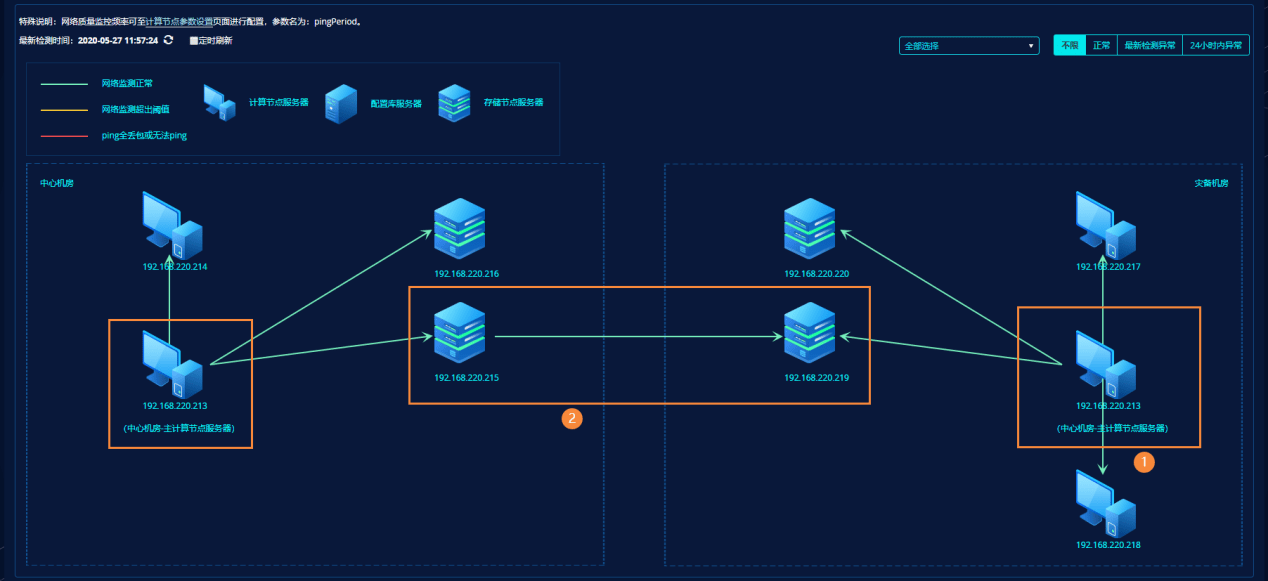 特殊说明：网络质量监控频率可至计算节点参数设置页面进行配置，参数名为：pingPeriod。
最新检测时间：2020-05-27 11:57:24 定时刷新
全部选择 不限 正常 最新检测异常 24小时内异常
网络监测正常
网络监测超出阈值
ping全丢包或无法ping
计算节点服务器 配置库服务器 存储节点服务器
中心机房 灾备机房
192.168.220.214 192.168.220.216 192.168.220.220 192.168.220.217
192.168.220.215 192.168.220.219
192.168.220.213 192.168.220.213
(中心机房-主计算节点服务器) (中心机房-主计算节点服务器)
2
1
192.168.220.218